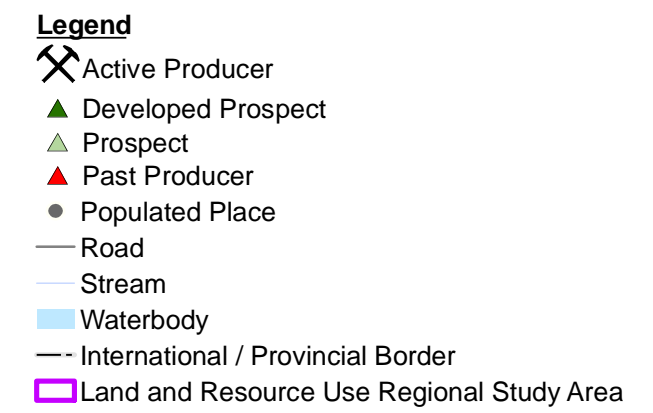 Legend
Active Producer
Developed Prospect
Prospect
Past Producer
Populated Place
Road
Stream
Waterbody
International / Provincial Border
Land and Resource Use Regional Study Area